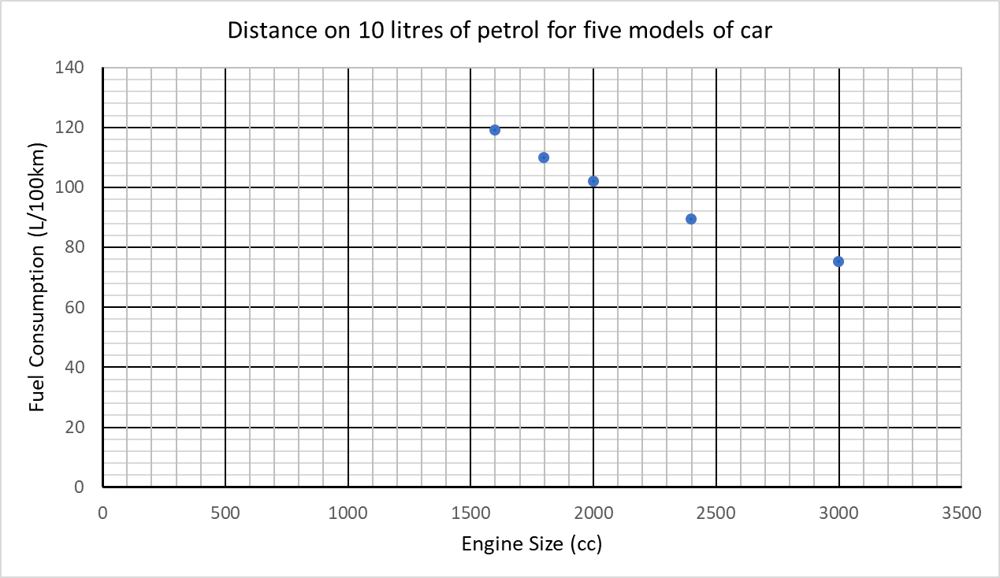 Distance on 10 litres of petrol for five models of car
140
120
100
80
60
40
20
0
Fuel Consumption (L/100km)
0 500 1000 1500 2000 2500 3000 3500
Engine Size (cc)